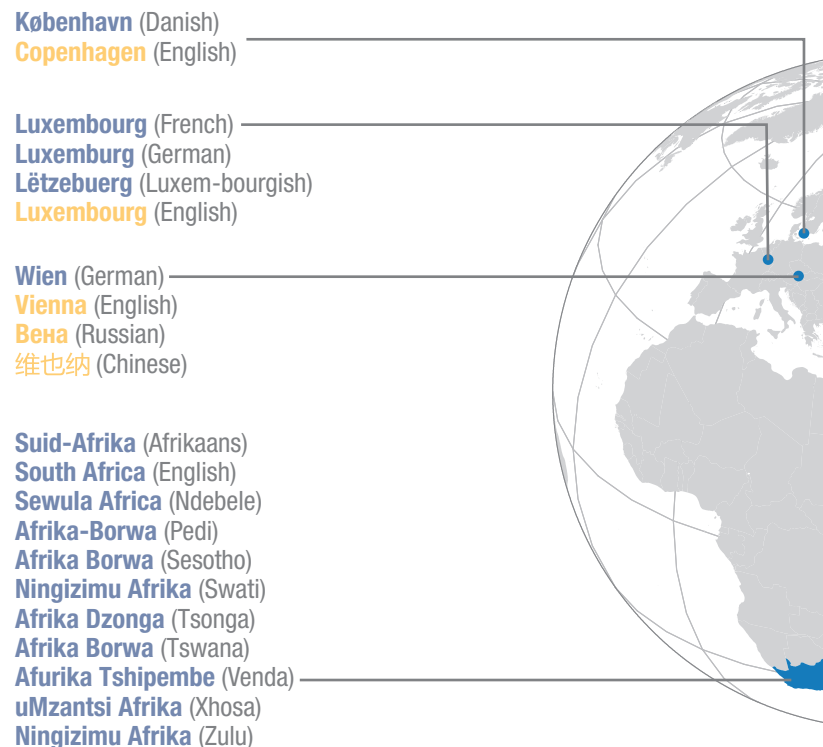 København (Danish)
Copenhagen (English)
Luxembourg (French)
Luxemburg (German)
Lëtzebuerg (Luxem-bourgish)
Luxembourg (English)
Wien (German)
Vienna (English)
Вена (Russian)
维也纳 (Chinese)
Suid-Afrika (Afrikaans)
South Africa (English)
Sewula Africa (Ndebele)
Afrika-Borwa (Pedi)
Afrika Borwa (Sesotho)
Ningizimu Afrika (Swati)
Afrika Dzonga (Tsonga)
Afrika Borwa (Tswana)
Afurika Tshipembe (Venda)
uMzantsi Afrika (Xhosa)
Ningizimu Afrika (Zulu)